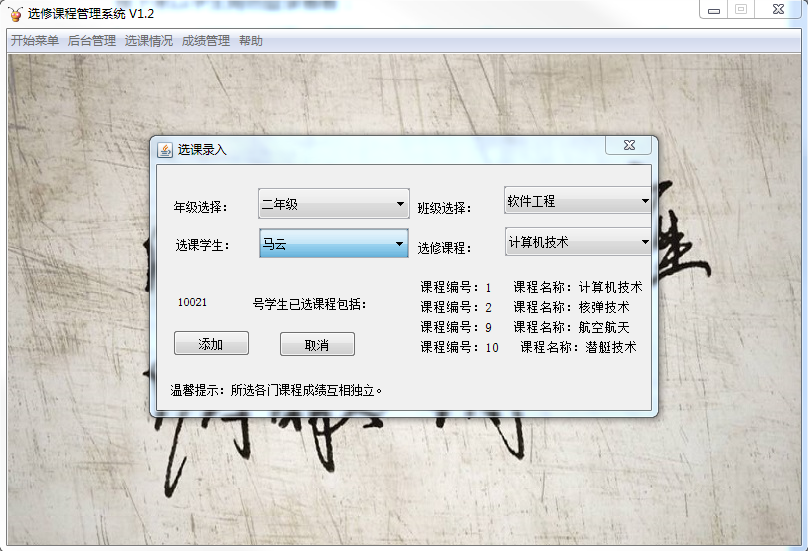 选修课程管理系统 V1.2
开始菜单 后台管理 选课情况 成绩管理 帮助
选课录入
年级选择： 二年级 班级选择： 软件工程
选课学生： 马云 选修课程： 计算机技术
课程编号：1 课程名称：计算机技术
10021 号学生已选课程包括： 课程编号：2 课程名称：核弹技术
课程编号：9 课程名称：航空航天
添加 取消 课程编号：10 课程名称：潜艇技术
温馨提示：所选各门课程成绩互相独立。